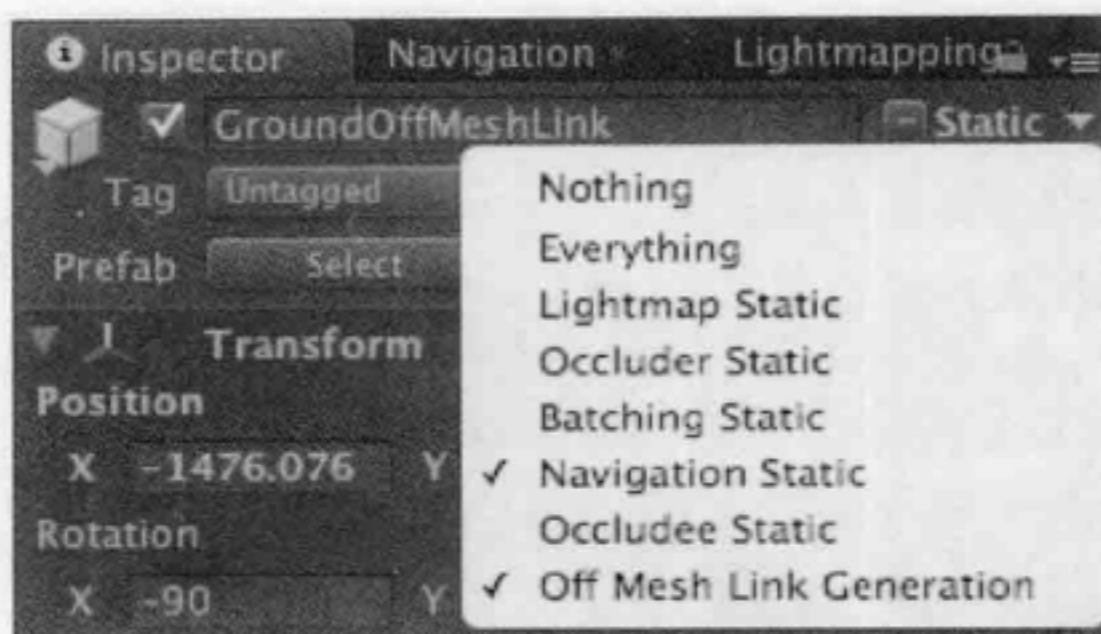 Inspector Navigation Lightmapping
GroundOffMeshLink Static
Tag Untagged
Prefab Select
Transform
Position
X -1476.076 Y
Rotation
X -90 Y
Nothing
Everything
Lightmap Static
Occluder Static
Batching Static
✓ Navigation Static
Occludee Static
✓ Off Mesh Link Generation